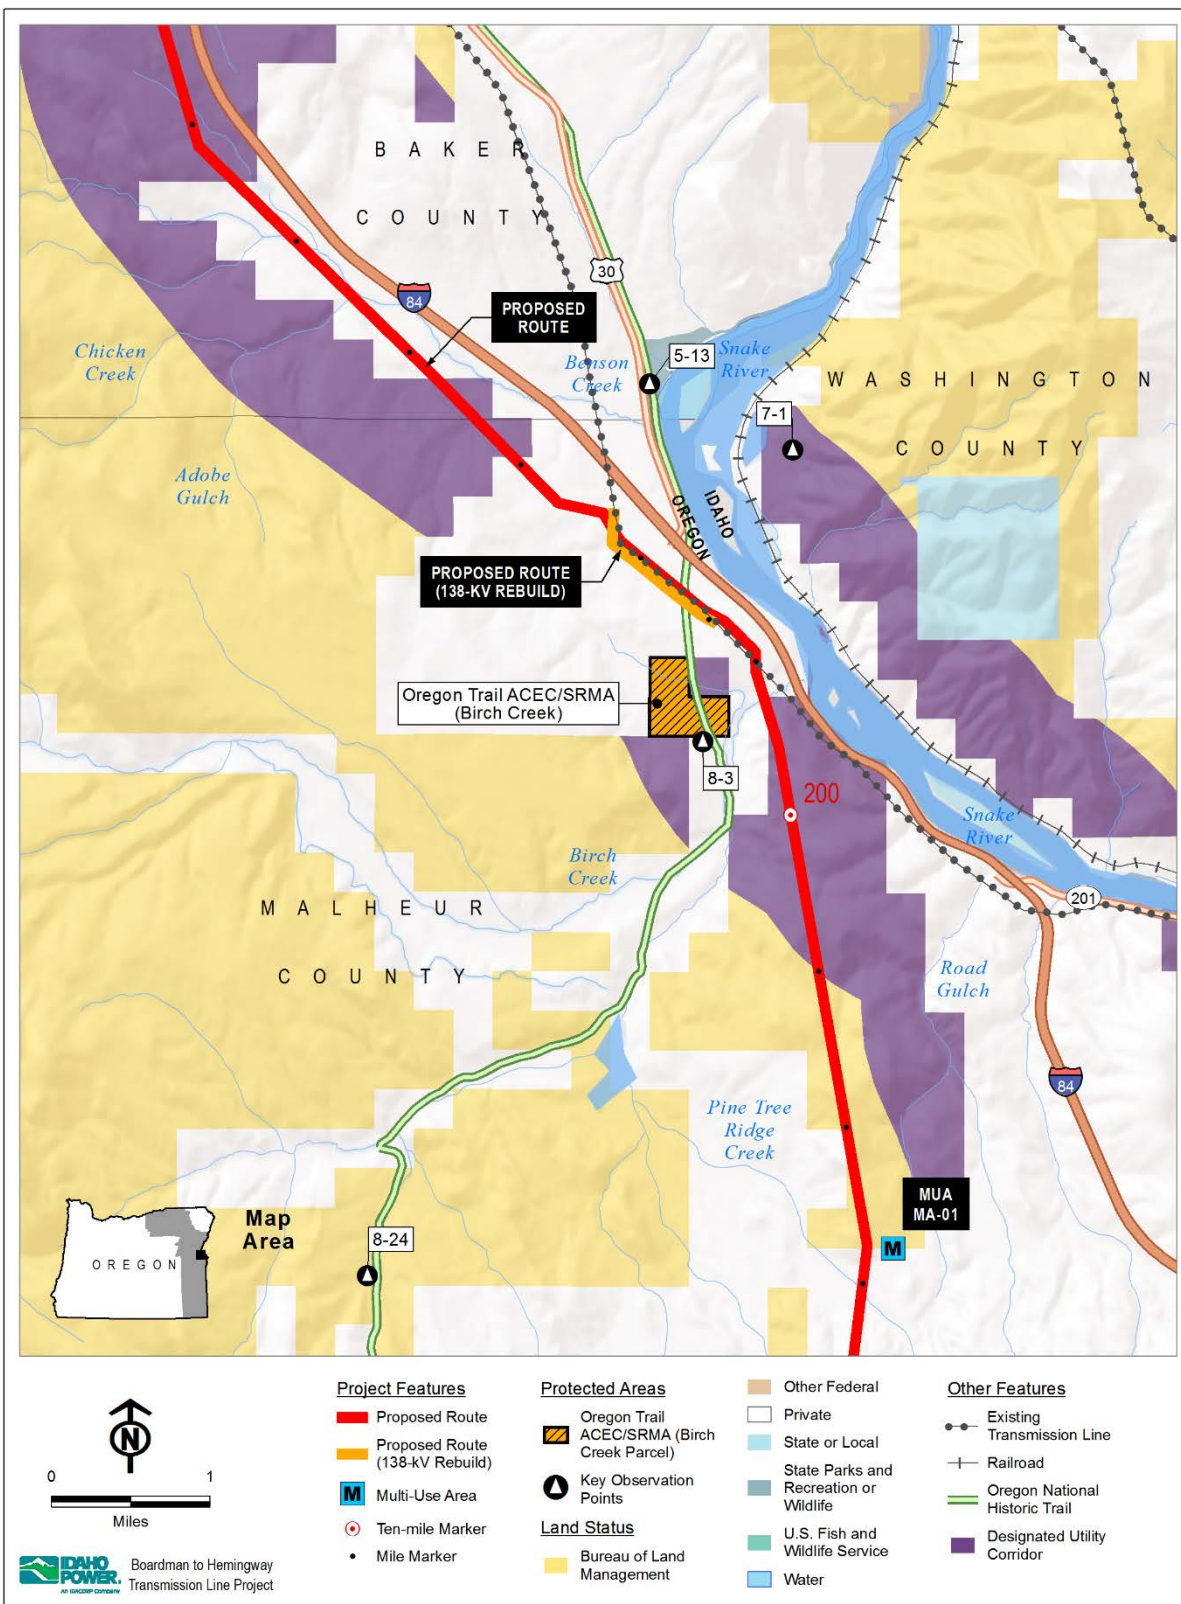 B A K E R
C O U N T Y
30
84
PROPOSED
ROUTE
Chicken
Creek
Benson
Creek
5-13
Snake
River
W A S H I N G T O N
7-1
C O U N T Y
Adobe
Gulch
OREGON
IDAHO
PROPOSED ROUTE
(138-KV REBUILD)
Oregon Trail ACEC/SRMA
(Birch Creek)
8-3
200
Snake
River
Birch
Creek
201
M A L H E U R
C O U N T Y
Road
Gulch
84
Pine Tree
Ridge
Creek
MUA
MA-01
M
Map
Area
OREGON
8-24
N
0 1
Miles
IDAHO
POWER.
An IDACORP Company
Boardman to Hemingway
Transmission Line Project
Project Features
Proposed Route
Proposed Route
(138-kV Rebuild)
M
Multi-Use Area
Ten-mile Marker
Mile Marker
Protected Areas
Oregon Trail
ACEC/SRMA (Birch
Creek Parcel)
Key Observation
Points
Land Status
Bureau of Land
Management
Other Federal
Private
State or Local
State Parks and
Recreation or
Wildlife
U.S. Fish and
Wildlife Service
Water
Other Features
Existing
Transmission Line
Railroad
Oregon National
Historic Trail
Designated Utility
Corridor